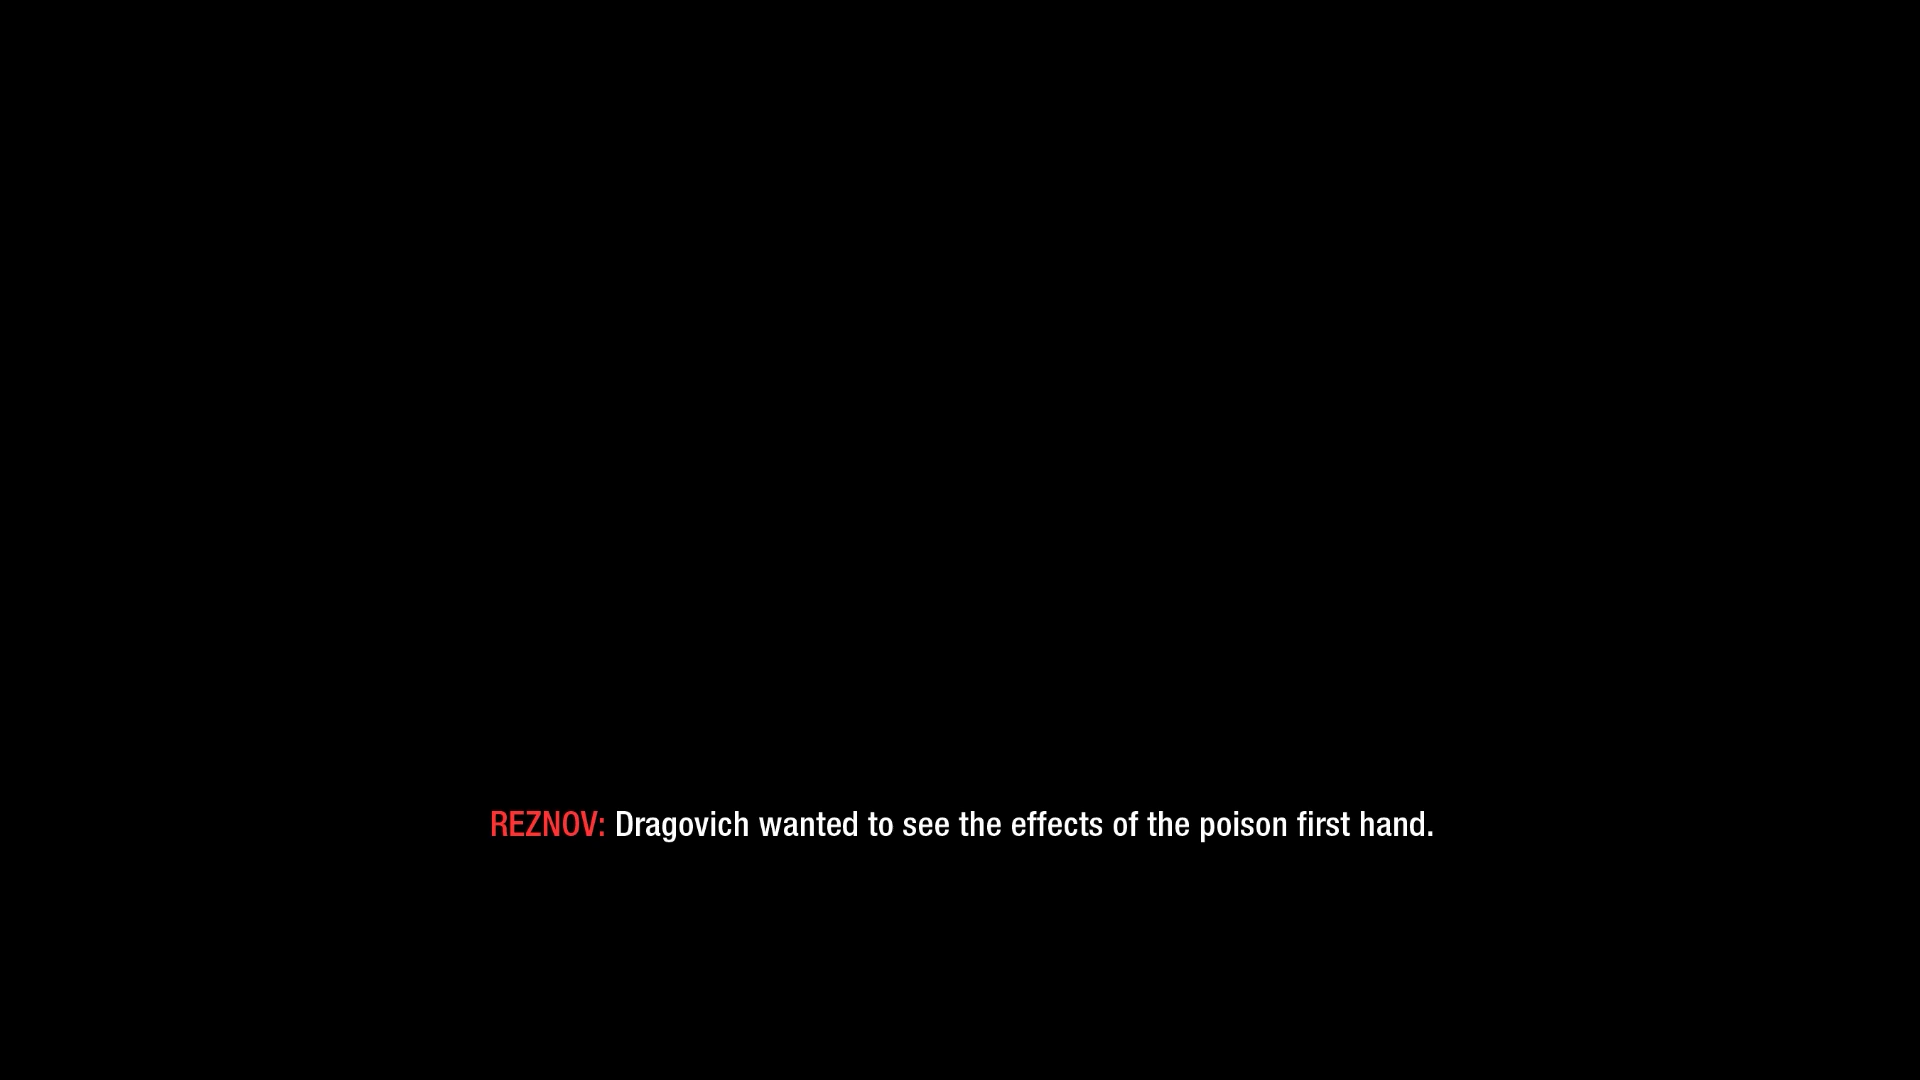 REZNOV: Dragovich wanted to see the effects of the poison first hand.